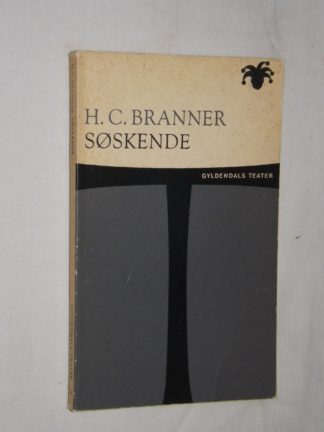 H. C. BRANNER
SØSKENDE
GYLDENDALS TEATER